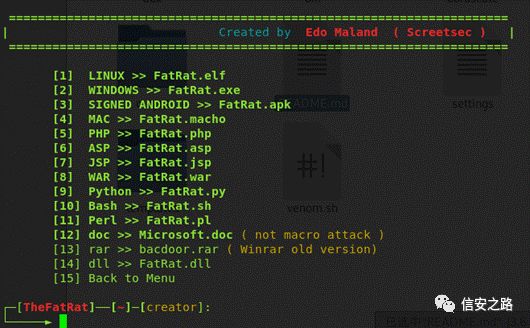 Created by Edo Maland ( Screetsec )
[1] LINUX >> FatRat.elf
[2] WINDOWS >> FatRat.exe
[3] SIGNED ANDROID >> FatRat.apk
[4] MAC >> FatRat.macho
[5] PHP >> FatRat.php
[6] ASP >> FatRat.asp
[7] JSP >> FatRat.jsp
[8] WAR >> FatRat.war
[9] Python >> FatRat.py
[10] Bash >> FatRat.sh
[11] Perl >> FatRat.pl
[12] doc >> Microsoft.doc ( not macro attack )
[13] rar >> bacdoor.rar ( Winrar old version)
[14] dll >> FatRat.dll
[15] Back to Menu
[TheFatRat]—[~]—[creator]:
settings
venom.sh
信安之路